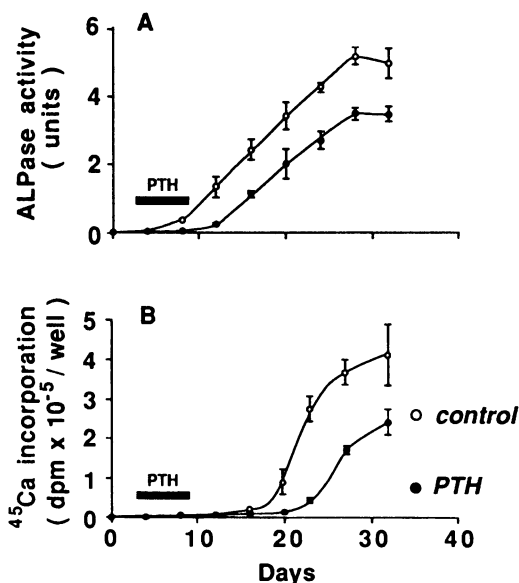 A
ALPase activity
( units )
6
4
2
0
PTH
B
45Ca incorporation
( dpm x 10-5 / well )
5
4
3
2
1
0
PTH
control
PTH
0
10
20
30
40
Days